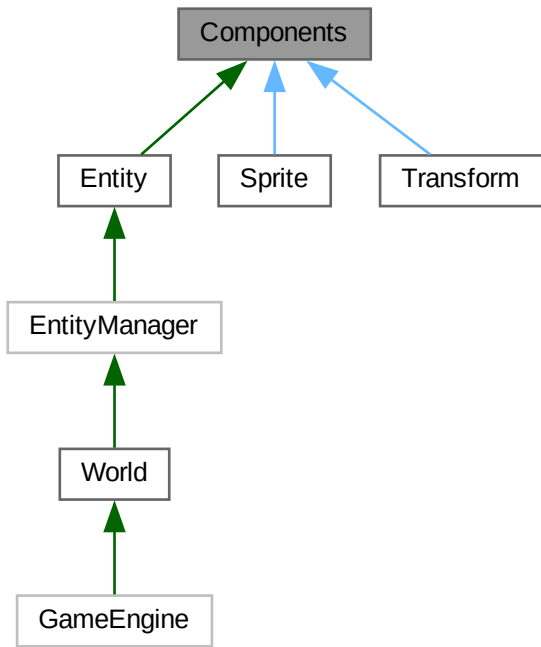 Components
Entity
Sprite
Transform
EntityManager
World
GameEngine